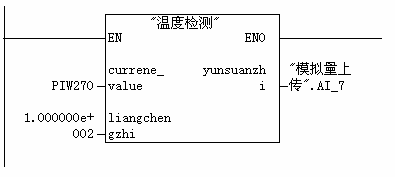 "温度检测"
EN ENO
currene_ yunsuanzh "模拟量上
PIW270 value i 传".AI_7
1.000000e+ liangchen
002 gzhi